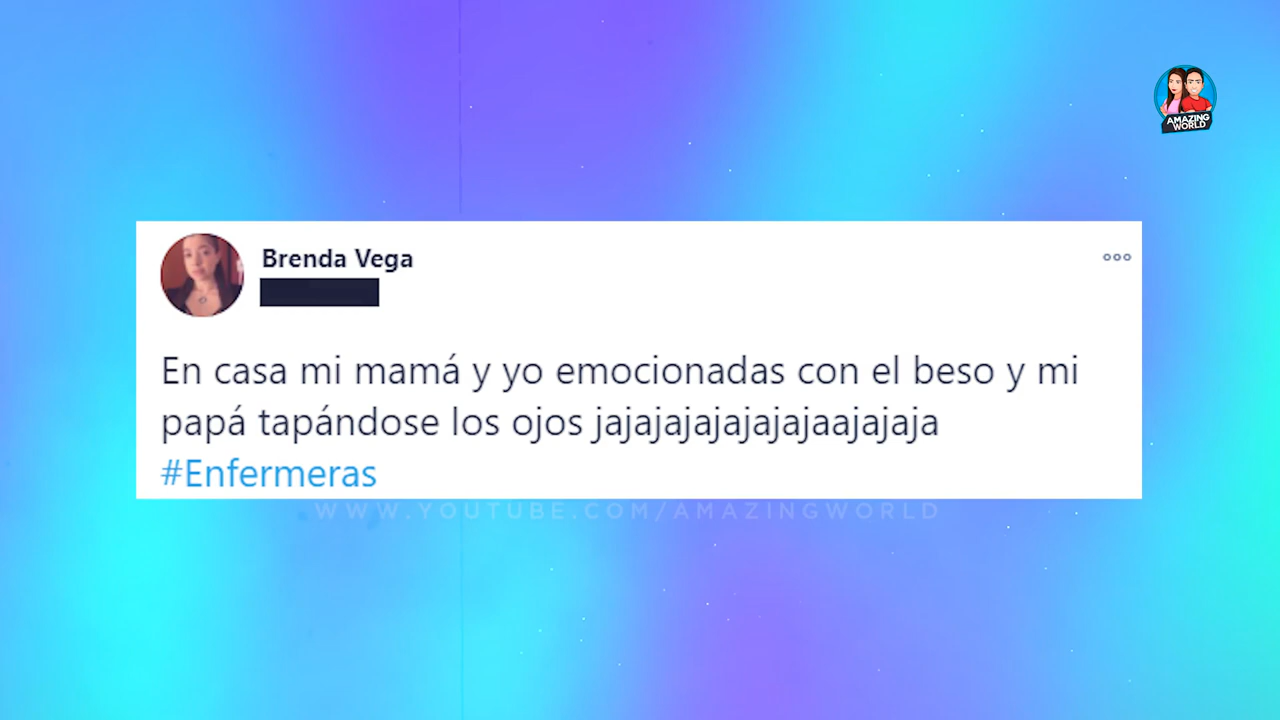 AMAZING
WORLD
Brenda Vega
En casa mi mamá y yo emocionadas con el beso y mi
papá tapándose los ojos jajajajajajajajaajajaja
#Enfermeras
WWW.YOUTUBE.COM/AMAZINGWORLD